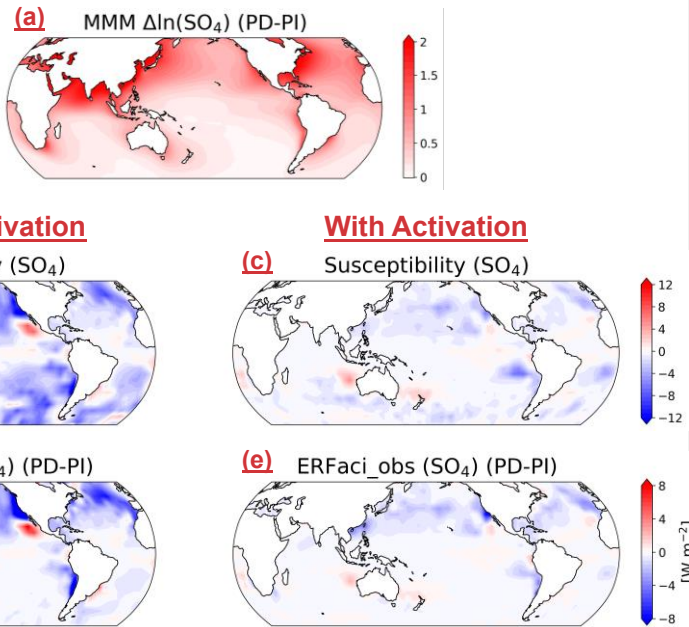 (a)
MMM Δln(SO₄) (PD-PI)
2
1.5
1
0.5
0
ivation
With Activation
(SO₄)
(c)
Susceptibility (SO₄)
12
8
4
0
−4
−8
−12
₄) (PD-PI)
(e)
ERFaci_obs (SO₄) (PD-PI)
8
4
0
−4
−8
[W m⁻²]